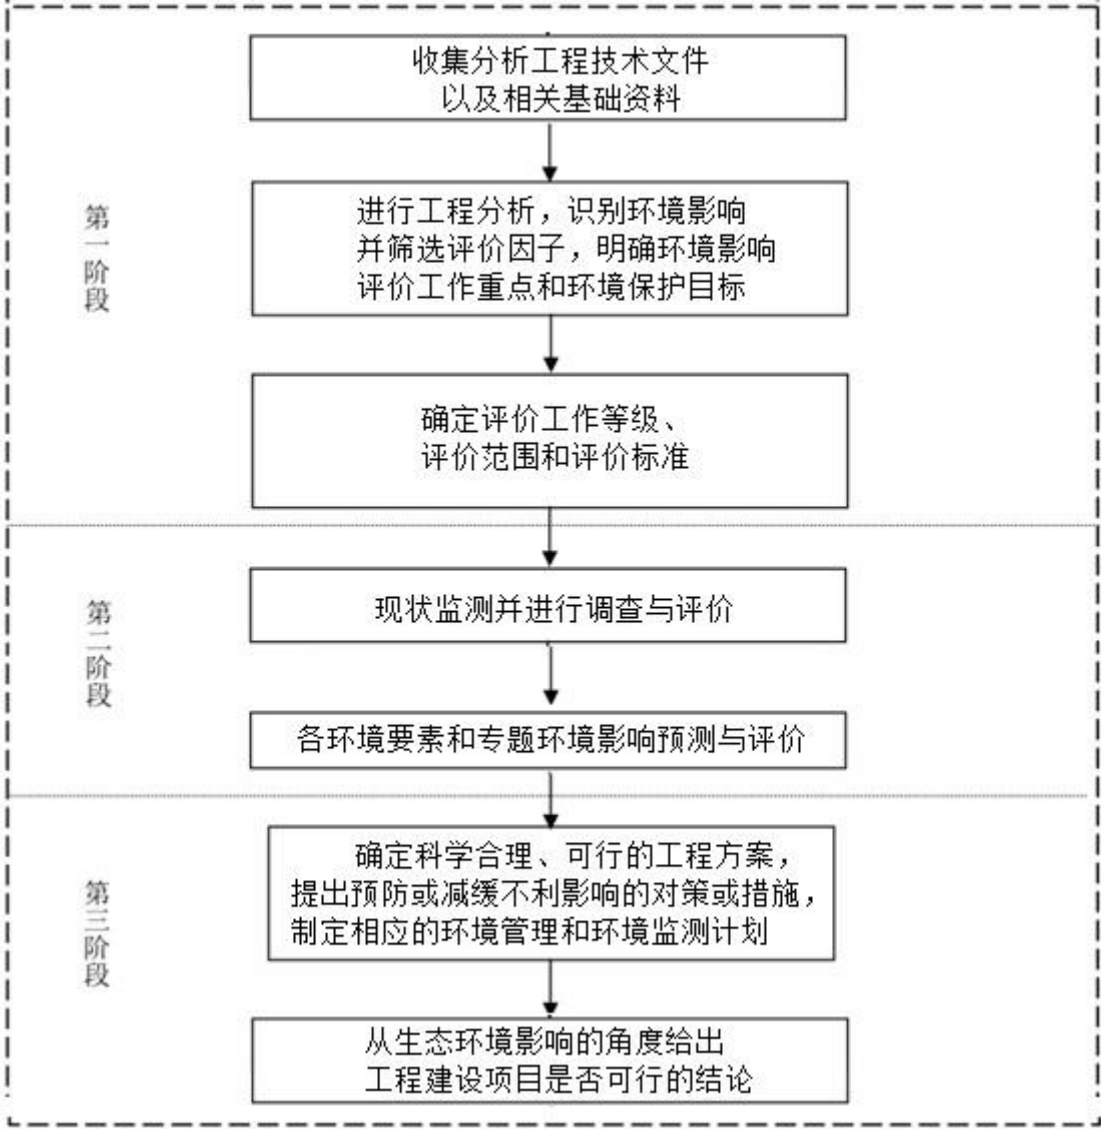 收集分析工程技术文件
以及相关基础资料
第一阶段
进行工程分析，识别环境影响
并筛选评价因子，明确环境影响
评价工作重点和环境保护目标
确定评价工作等级、
评价范围和评价标准
第二阶段
现状监测并进行调查与评价
各环境要素和专题环境影响预测与评价
第三阶段
确定科学合理、可行的工程方案，
提出预防或减缓不利影响的对策或措施，
制定相应的环境管理和环境监测计划
从生态环境影响的角度给出
工程建设项目是否可行的结论